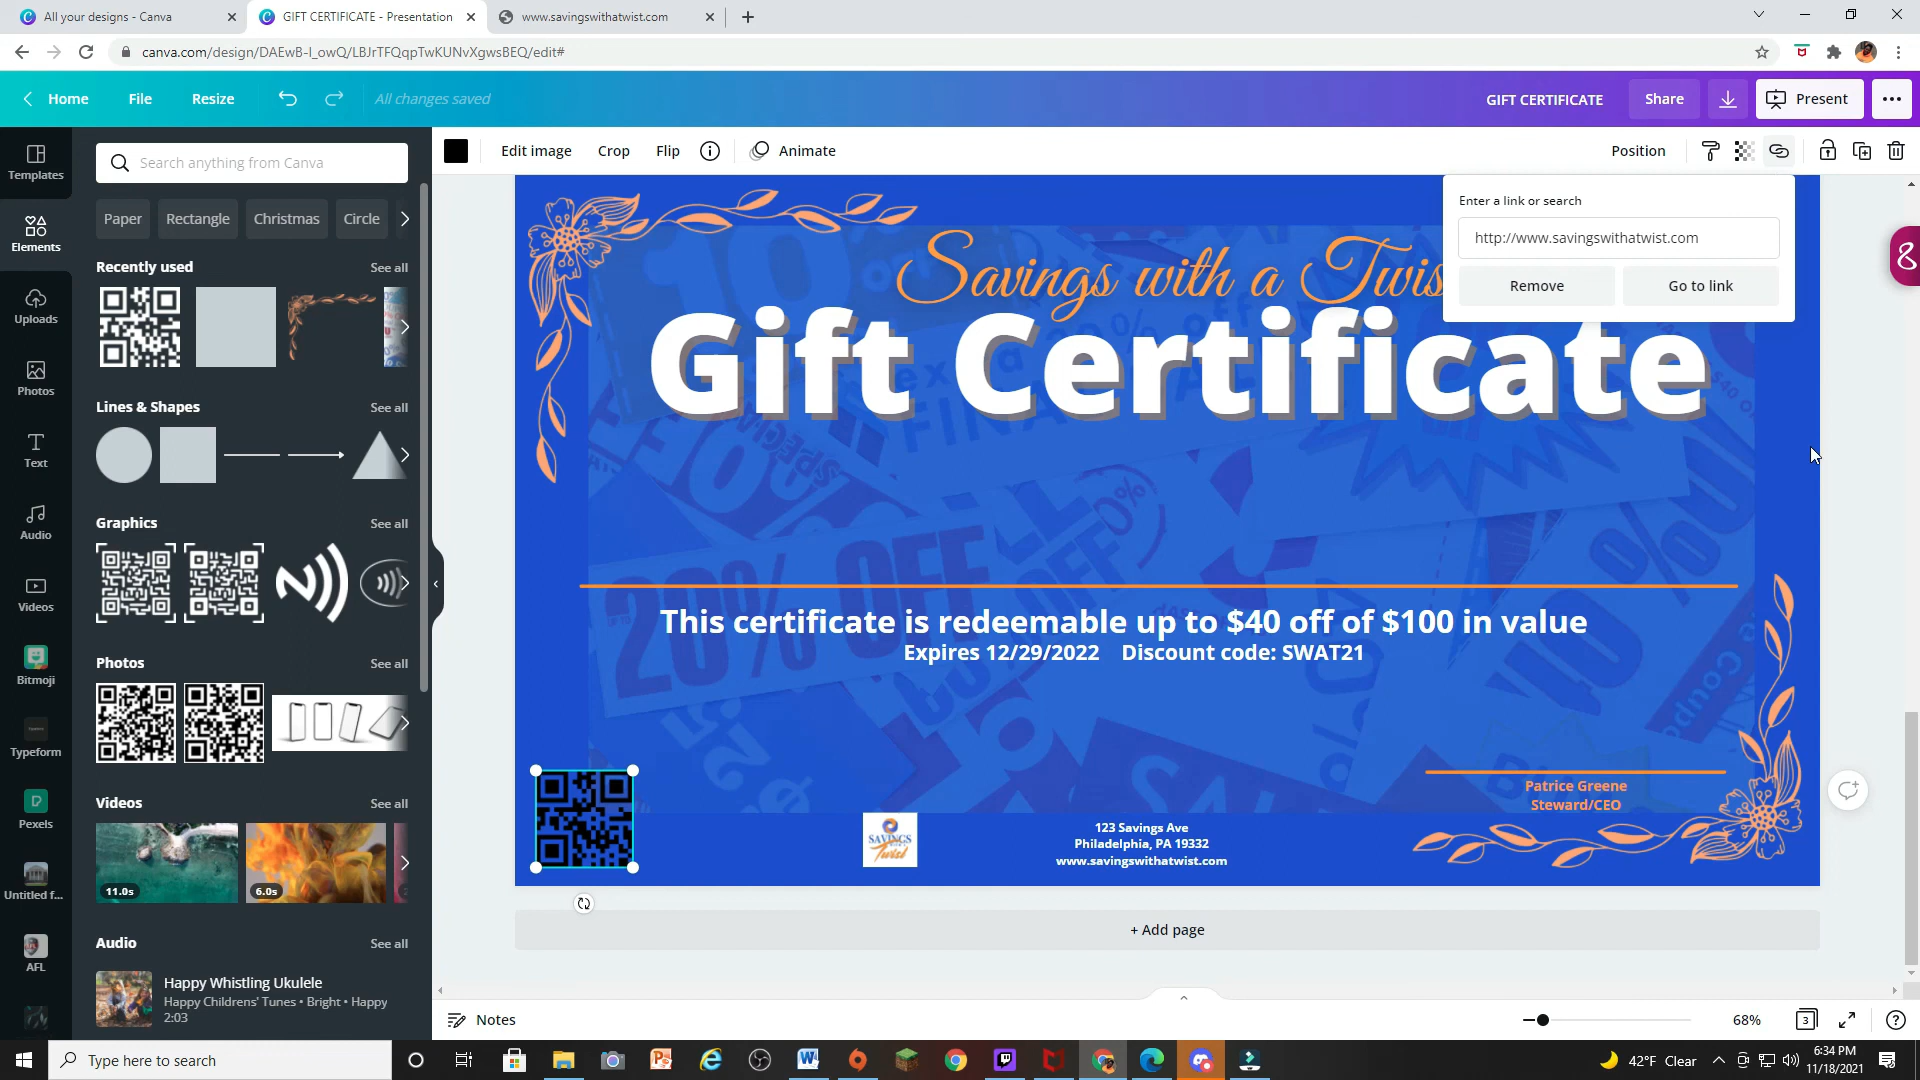 All your designs - Canva
GIFT CERTIFICATE - Presentation
www.savingswithatwist.com
canva.com/design/DAEwB-l_owQ/LBJrTFQqpTwKUNvXgwsBEQ/edit#
Home
File
Resize
All changes saved
GIFT CERTIFICATE
Share
Present
Templates
Elements
Uploads
Photos
Text
Audio
Videos
Bitmoji
Typeform
Pexels
Untitled f...
AFL
Search anything from Canva
Paper
Rectangle
Christmas
Circle
Recently used
See all
Lines & Shapes
See all
Graphics
See all
Photos
See all
Videos
See all
11.0s
6.0s
Audio
See all
Happy Whistling Ukulele
Happy Childrens' Tunes • Bright • Happy
2:03
Edit image
Crop
Flip
Animate
Position
Enter a link or search
http://www.savingswithatwist.com
Remove
Go to link
Savings with a Twis
Gift Certificate
20% OFF
This certificate is redeemable up to $40 off of $100 in value
Expires 12/29/2022 Discount code: SWAT21
Patrice Greene
Steward/CEO
SAVINGS
Twist
123 Savings Ave
Philadelphia, PA 19332
www.savingswithatwist.com
+ Add page
Notes
68%
3
Type here to search
42°F Clear
6:34 PM
11/18/2021